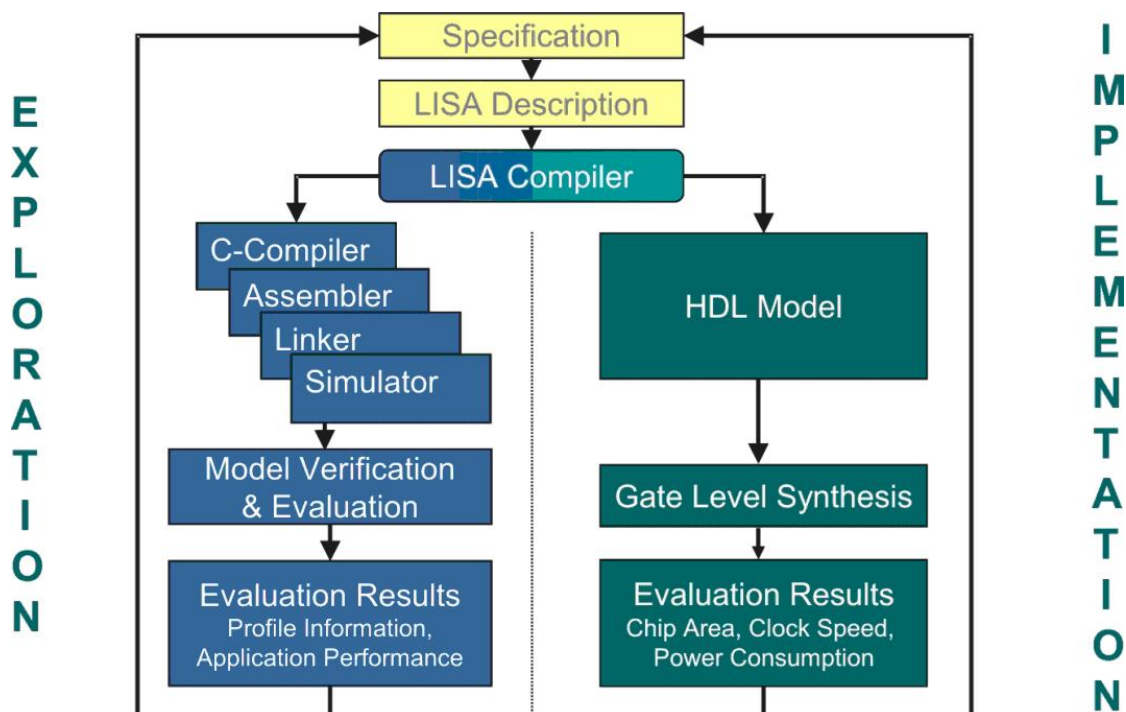 Specification
LISA Description
LISA Compiler
EXPLORATION
C-Compiler
Assembler
Linker
Simulator
Model Verification
& Evaluation
Evaluation Results
Profile Information,
Application Performance
HDL Model
Gate Level Synthesis
Evaluation Results
Chip Area, Clock Speed,
Power Consumption
IMPLEMENTATION